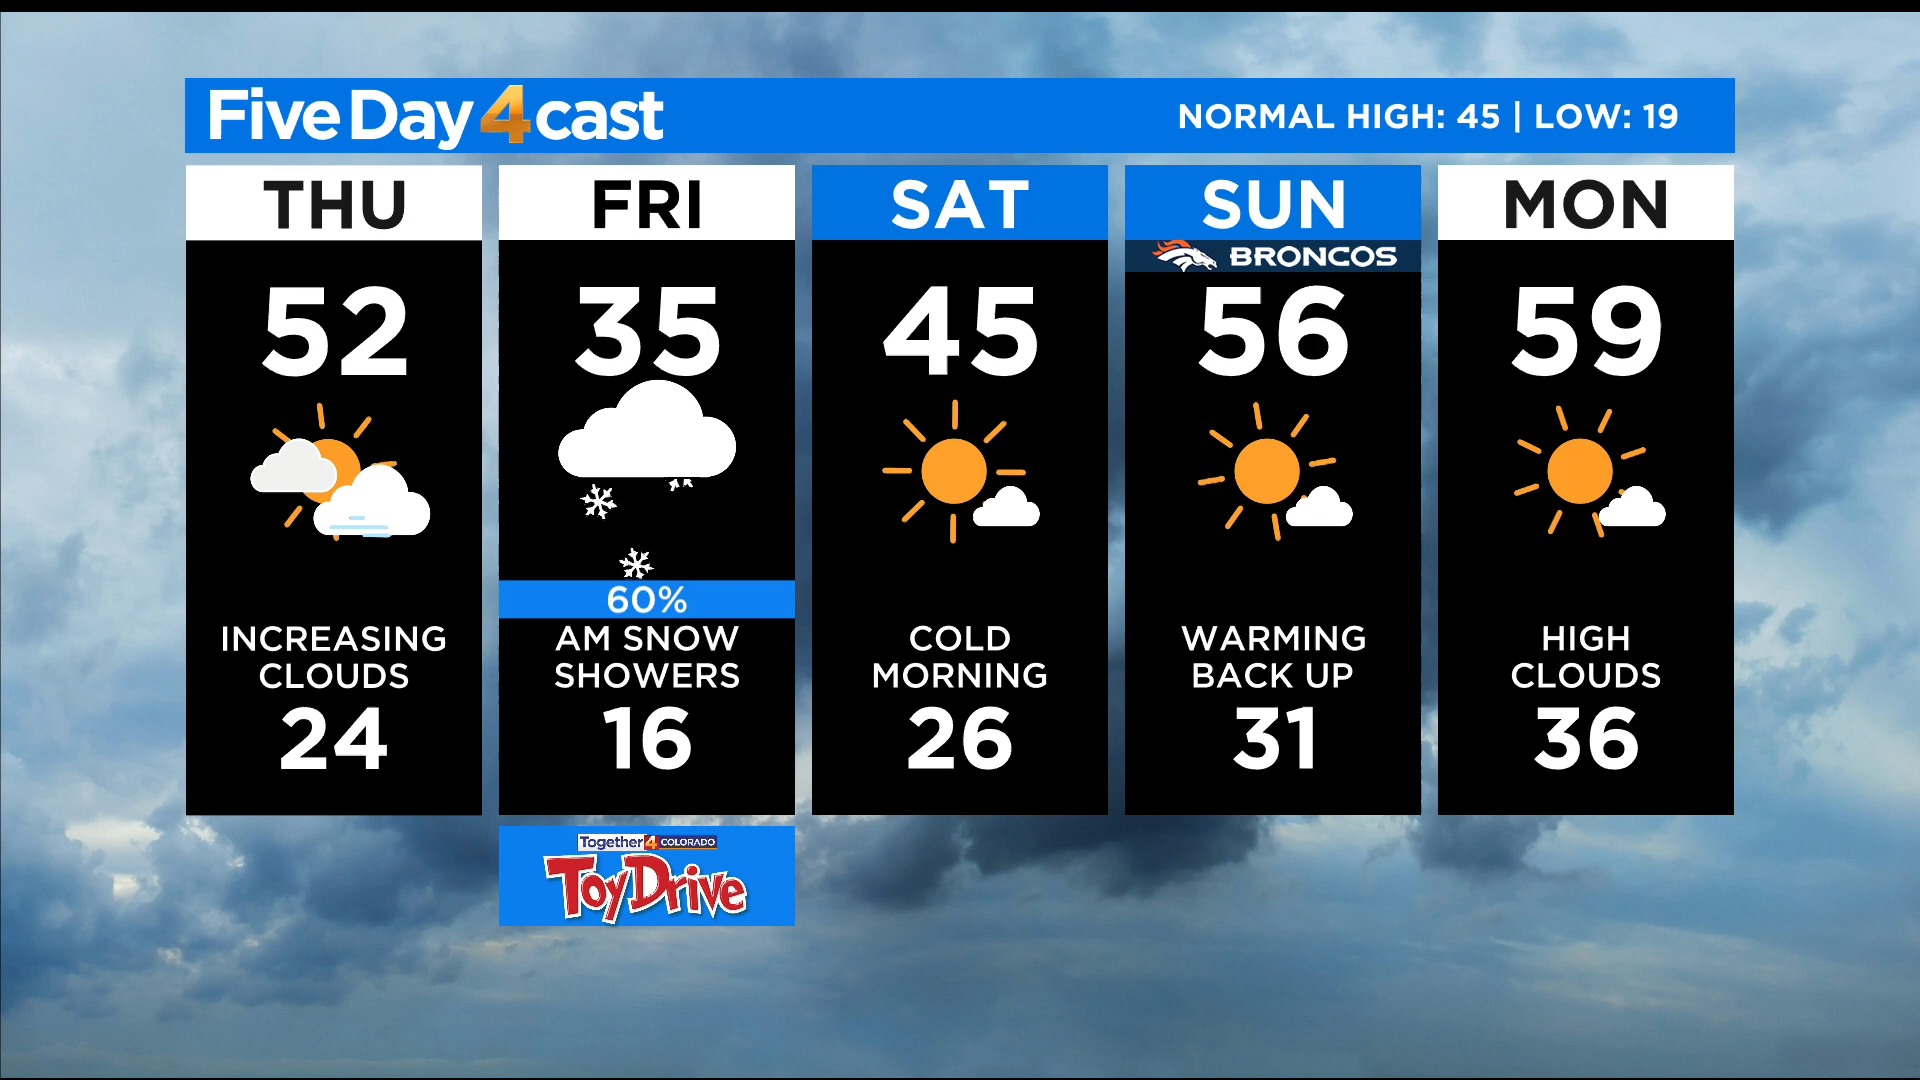 Five Day 4cast
NORMAL HIGH: 45 | LOW: 19
THU
52
INCREASING
CLOUDS
24
FRI
35
60%
AM SNOW
SHOWERS
16
Together 4 COLORADO
Toy Drive
SAT
45
COLD
MORNING
26
SUN
BRONCOS
56
WARMING
BACK UP
31
MON
59
HIGH
CLOUDS
36